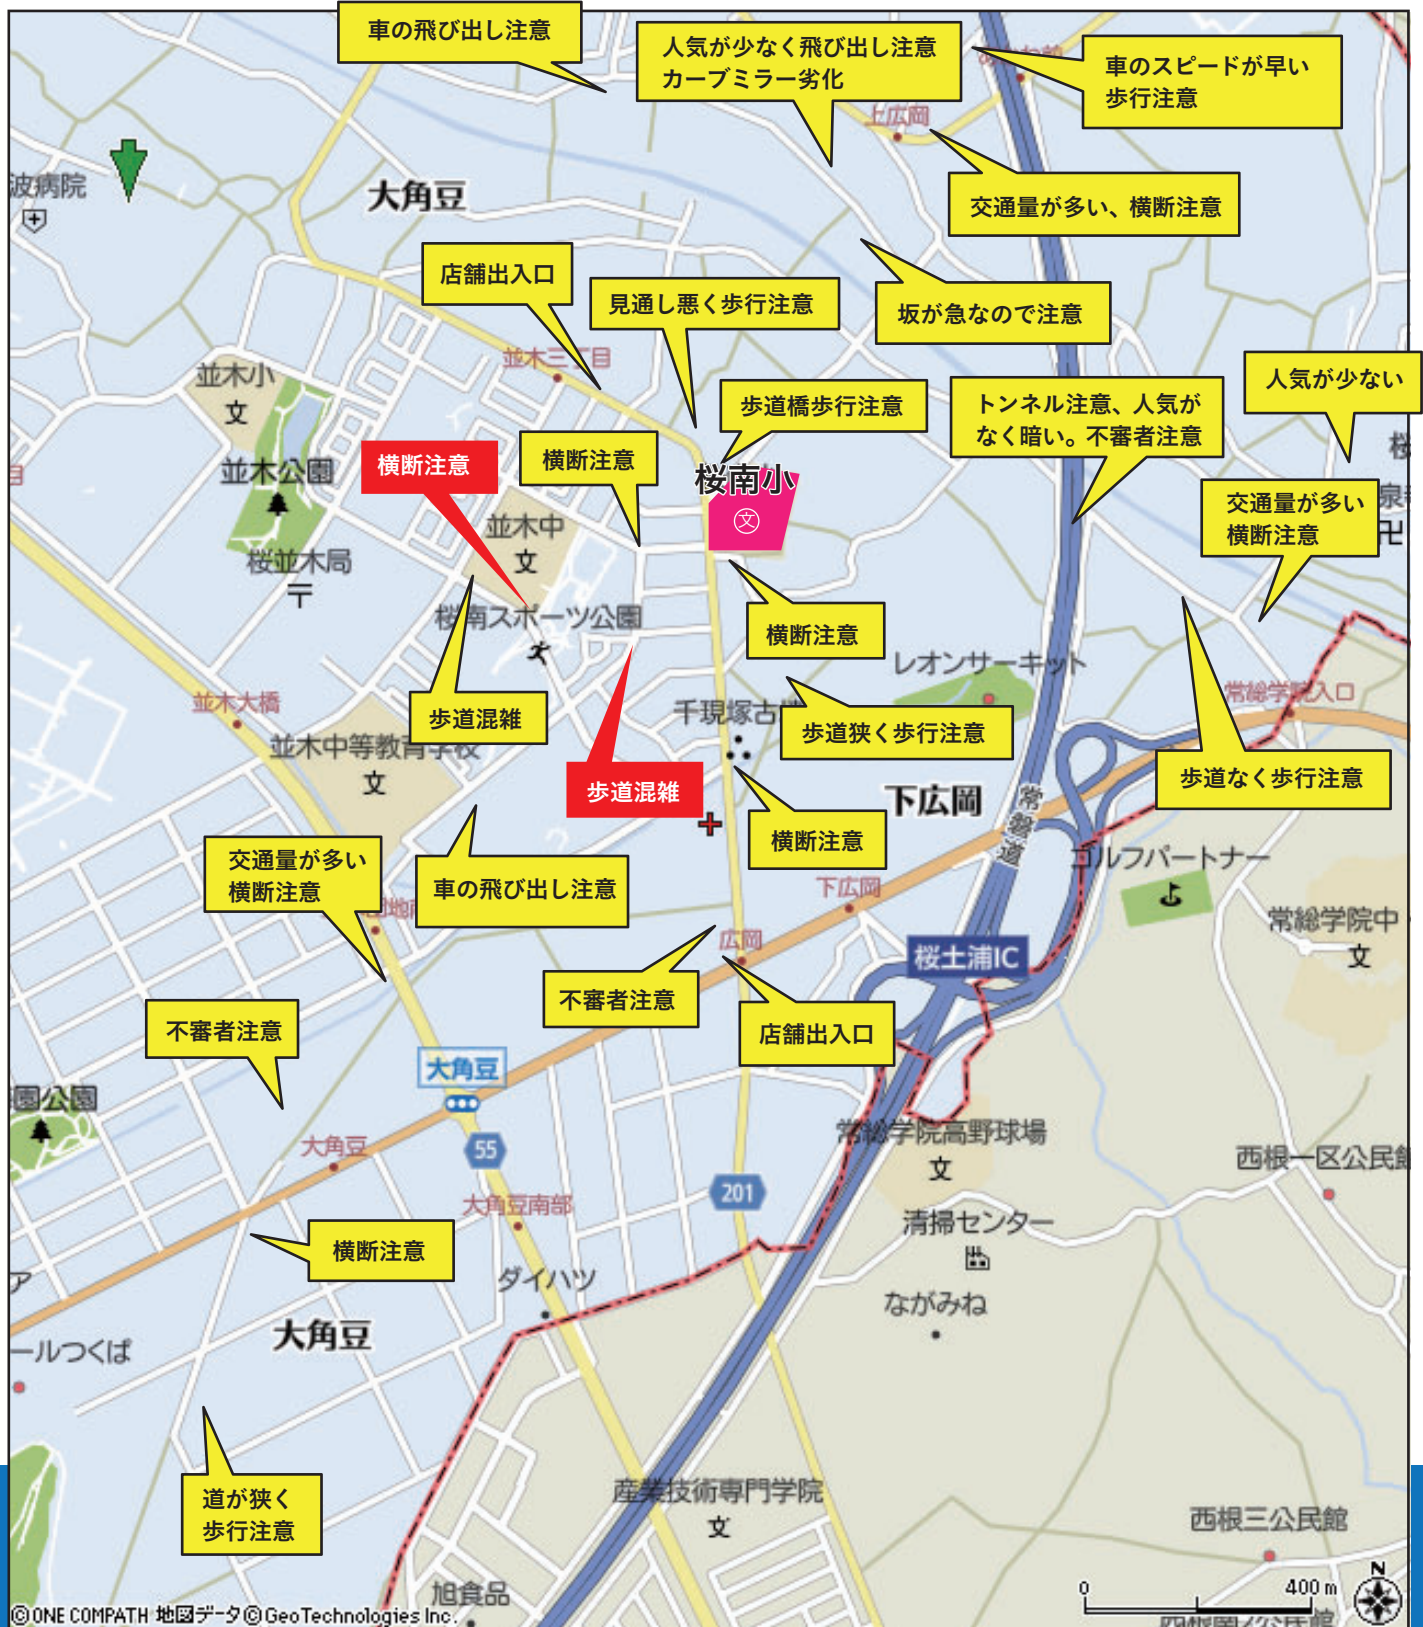 車の飛び出し注意
人気が少なく飛び出し注意
カーブミラー劣化
車のスピードが早い
歩行注意
上広岡
波病院
大角豆
交通量が多い、横断注意
店舗出入口
見通し悪く歩行注意
坂が急なので注意
並木三丁目
並木小
文
歩道橋歩行注意
トンネル注意、人気が
なく暗い。不審者注意
人気が少ない
横断注意
横断注意
桜南小
文
並木公園
並木中
文
交通量が多い
横断注意
桜並木局
〒
桜南スポーツ公園
横断注意
レオンサーキット
並木大橋
歩道混雑
千現塚古
歩道狭く歩行注意
常総学院入口
並木中等教育学校
文
歩道混雑
歩道なく歩行注意
下広岡
常磐道
横断注意
交通量が多い
横断注意
車の飛び出し注意
ゴルフパートナー
下広岡
常総学院中
文
広岡
桜土浦IC
不審者注意
不審者注意
店舗出入口
大角豆
園公園
常総学院高野球場
文
大角豆
55
西根一区公民館
201
大角豆南部
清掃センター
横断注意
ダイハツ
ながみね
ア
大角豆
ールつくば
道が狭く
歩行注意
産業技術専門学院
文
西根三公民館
旭食品
0 400m
N
©ONE COMPATH 地図データ©GeoTechnologies Inc.